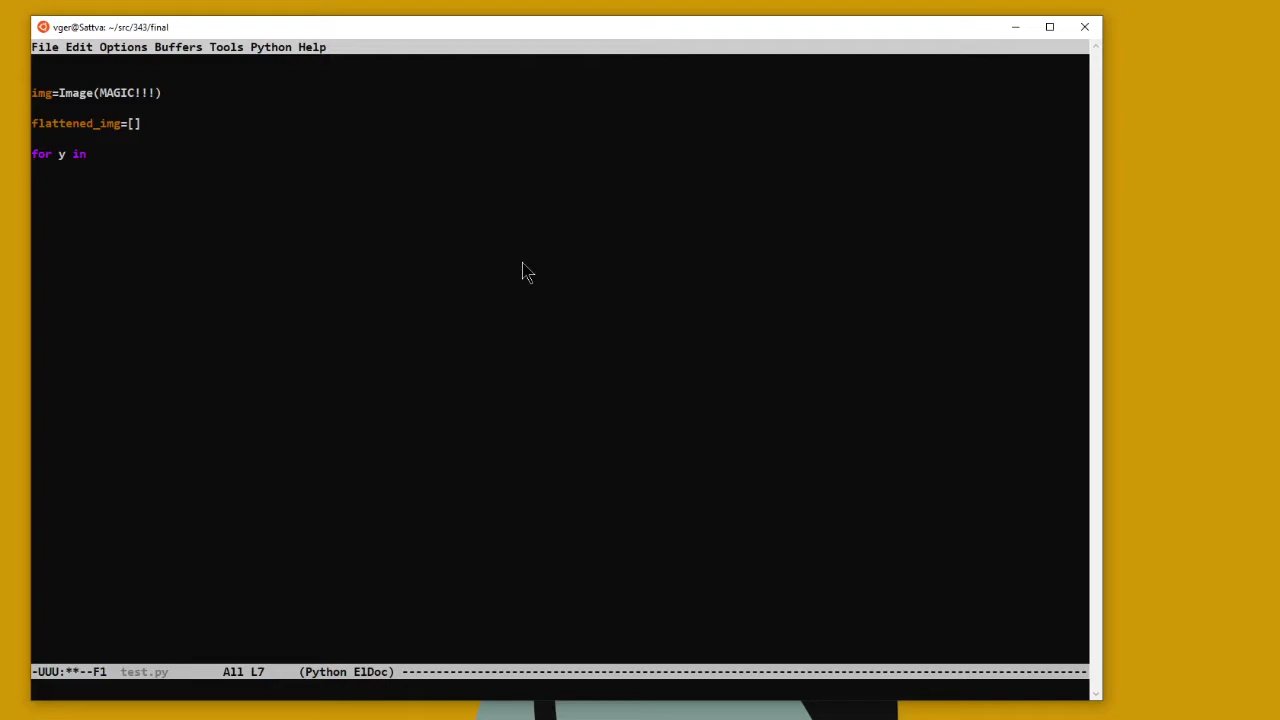 vger@Sattva: ~/src/343/final
File Edit Options Buffers Tools Python Help
img=Image(MAGIC!!!)
flattened_img=[]
for y in
-UUU:**--F1  test.py        All L7     (Python ElDoc) ------------------------------------------------------------------------------------------------------